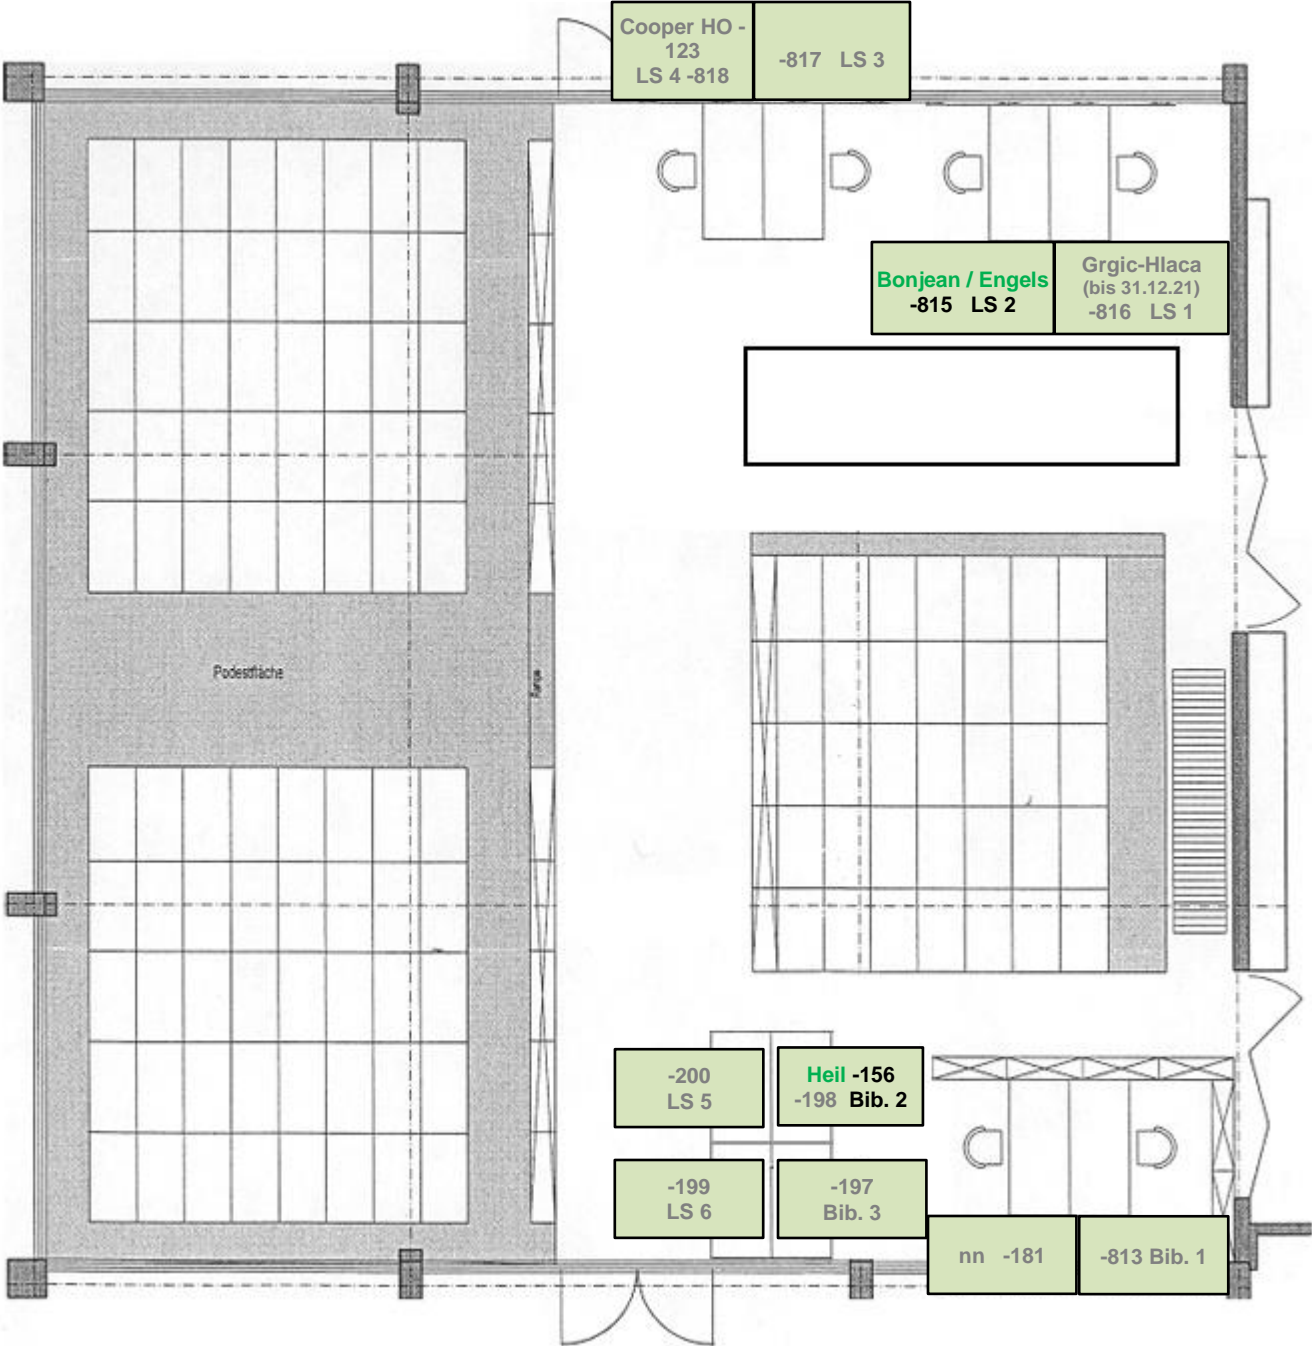 Cooper HO -
123
LS 4 -818
-817 LS 3
Bonjean / Engels
-815 LS 2
Grgic-Hlaca
(bis 31.12.21)
-816 LS 1
Podestfläche
Rampe
-200
LS 5
Heil -156
-198 Bib. 2
-199
LS 6
-197
Bib. 3
nn -181
-813 Bib. 1